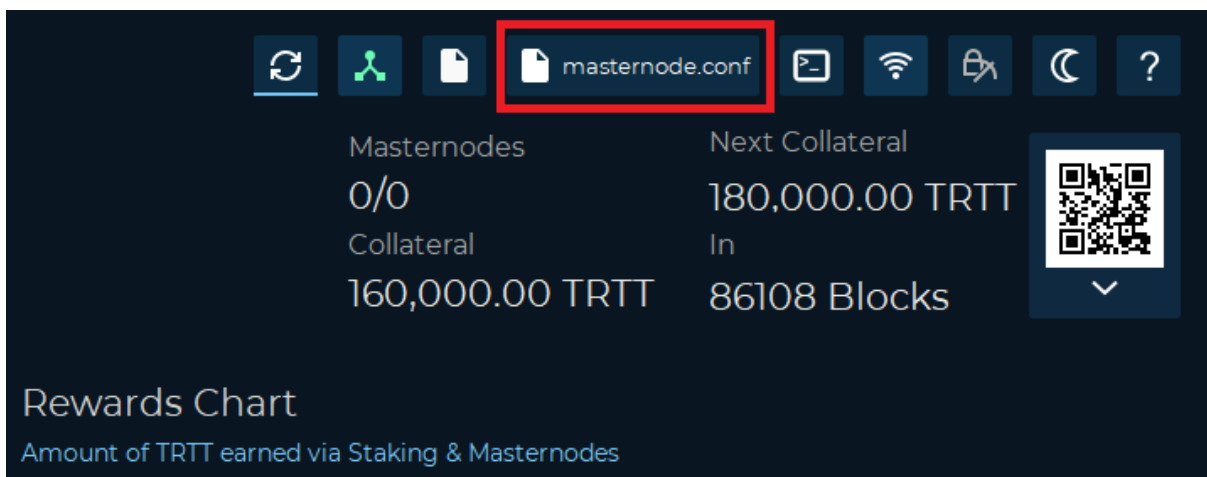 masternode.conf
?
Masternodes
Next Collateral
0/0
180,000.00 TRTT
Collateral
In
160,000.00 TRTT
86108 Blocks
Rewards Chart
Amount of TRTT earned via Staking & Masternodes